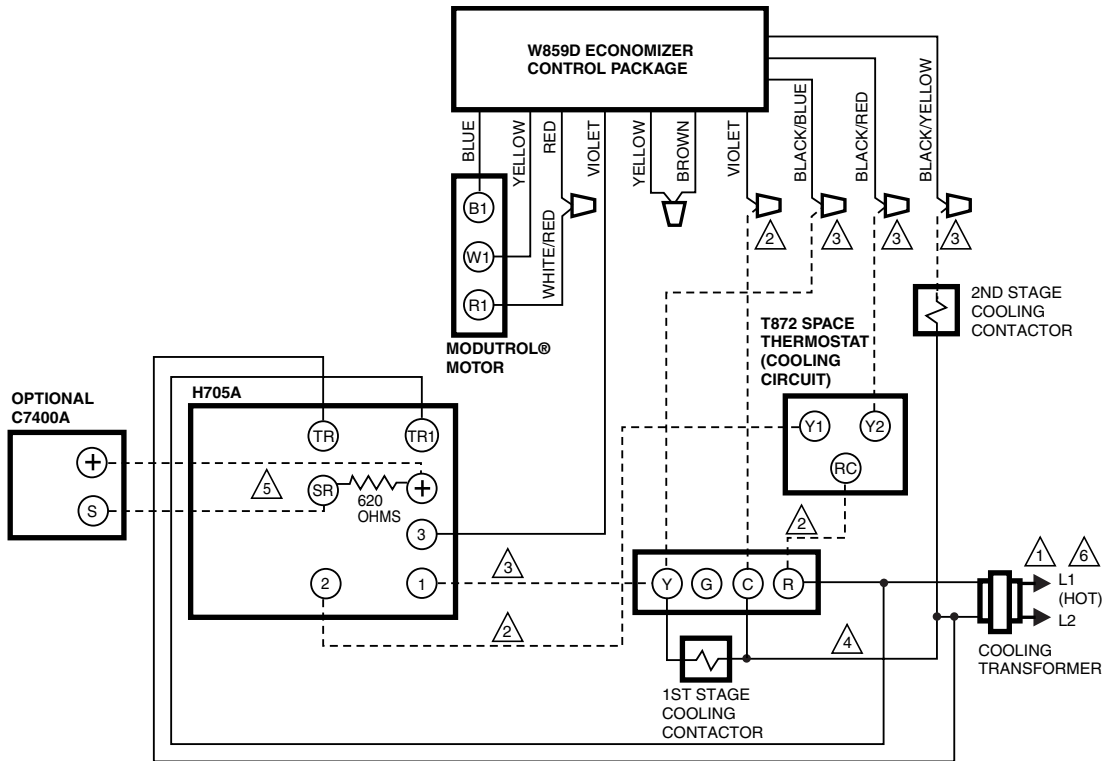 W859D ECONOMIZER
CONTROL PACKAGE
BLUE
YELLOW
RED
VIOLET
YELLOW
BROWN
VIOLET
BLACK/BLUE
BLACK/RED
BLACK/YELLOW
WHITE/RED
B1
W1
R1
MODUTROL®
MOTOR
2
3
3
3
2ND STAGE
COOLING
CONTACTOR
T872 SPACE
THERMOSTAT
(COOLING
CIRCUIT)
Y1
Y2
RC
OPTIONAL
C7400A
+
S
H705A
TR
TR1
5
SR
620
OHMS
+
3
2
1
3
2
2
Y
G
C
R
4
1
6
L1
(HOT)
L2
COOLING
TRANSFORMER
1ST STAGE
COOLING
CONTACTOR